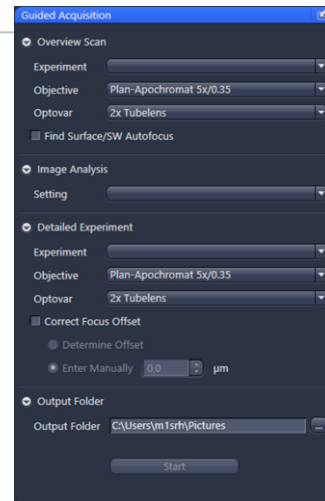 Guided Acquisition
Overview Scan
Experiment
Objective Plan-Apochromat 5x/0.35
Optovar 2x Tubelens
Find Surface/SW Autofocus
Image Analysis
Setting
Detailed Experiment
Experiment
Objective Plan-Apochromat 5x/0.35
Optovar 2x Tubelens
Correct Focus Offset
Determine Offset
Enter Manually 0,0 µm
Output Folder
Output Folder C:\Users\m1srh\Pictures ...
Start